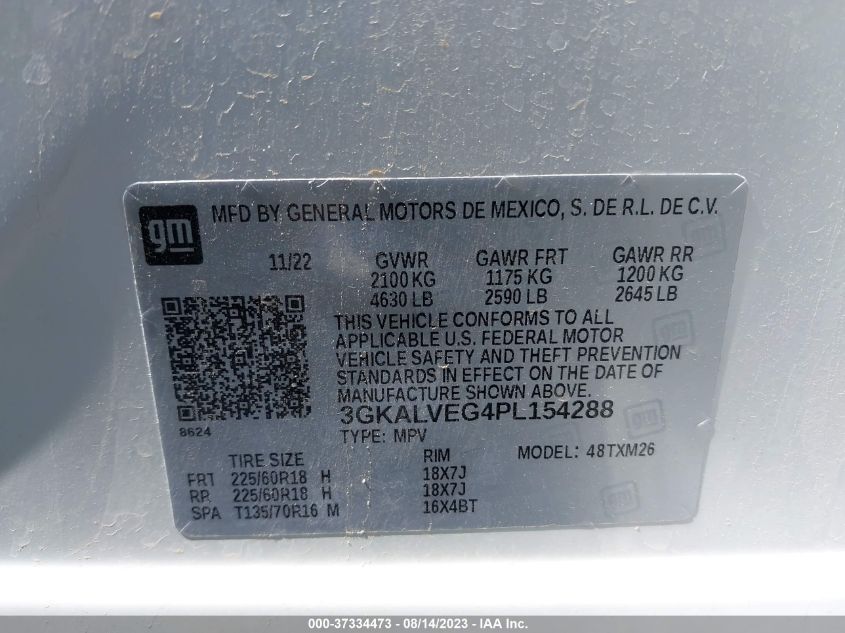 gm
MFD BY GENERAL MOTORS DE MEXICO, S. DE R.L. DE C.V.
11/22 GVWR GAWR FRT GAWR RR
2100 KG 1175 KG 1200 KG
4630 LB 2590 LB 2645 LB
THIS VEHICLE CONFORMS TO ALL
APPLICABLE U.S. FEDERAL MOTOR
VEHICLE SAFETY AND THEFT PREVENTION
STANDARDS IN EFFECT ON THE DATE OF
MANUFACTURE SHOWN ABOVE.
3GKALVEG4PL154288
8624
TYPE: MPV MODEL: 48TXM26
TIRE SIZE RIM
FRT 225/60R18 H 18X7J
RR 225/60R18 H 18X7J
SPA T135/70R16 M 16X4BT
000-37334473 - 08/14/2023 - IAA Inc.